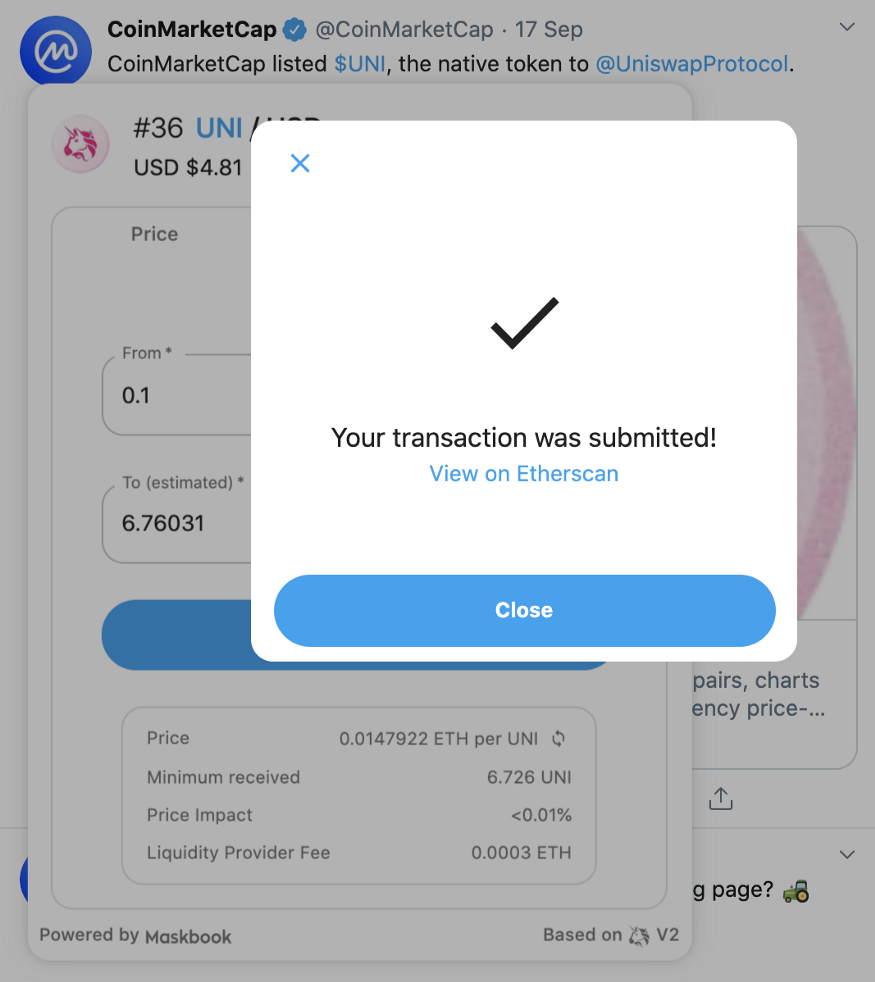 CoinMarketCap @CoinMarketCap · 17 Sep
CoinMarketCap listed $UNI, the native token to @UniswapProtocol.
#36 UNI / USD
USD $4.81
Price
From *
0.1
To (estimated) *
6.76031
Your transaction was submitted!
View on Etherscan
Close
pairs, charts
ency price-...
Price 0.0147922 ETH per UNI
Minimum received 6.726 UNI
Price Impact <0.01%
Liquidity Provider Fee 0.0003 ETH
g page? 🚜
Powered by Maskbook Based on V2